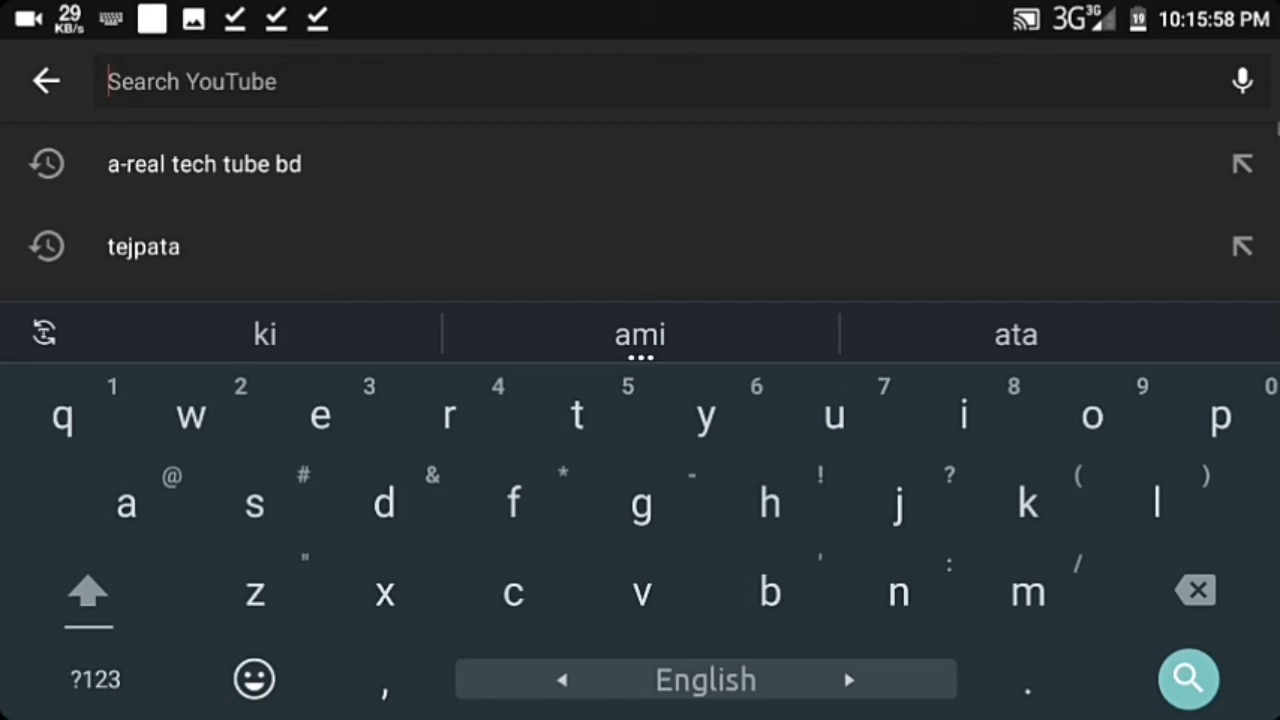 29
KB/s
3G 3G 19 10:15:58 PM
Search YouTube
a-real tech tube bd
tejpata
ki ami ata
1 2 3 4 5 6 7 8 9 0
q w e r t y u i o p
@ # & * - ! ? ( )
a s d f g h j k l
" ' : /
z x c v b n m
?123 , English .